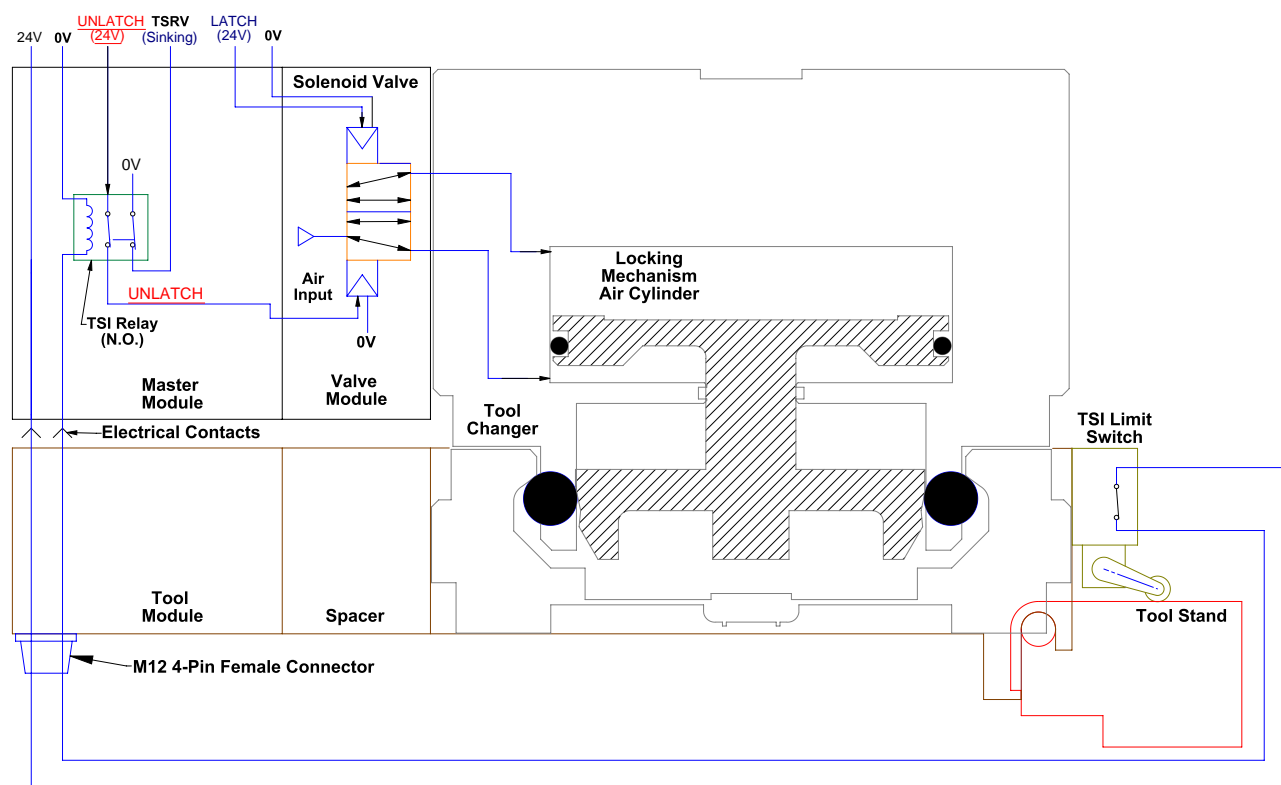 24V 0V UNLATCH (24V) TSRV (Sinking) LATCH (24V) 0V
Solenoid Valve
0V
Air
Input
UNLATCH
TSI Relay
(N.O.)
0V
Master
Module
Valve
Module
Locking
Mechanism
Air Cylinder
Tool
Changer
TSI Limit
Switch
Electrical Contacts
Tool
Module
Spacer
Tool Stand
M12 4-Pin Female Connector